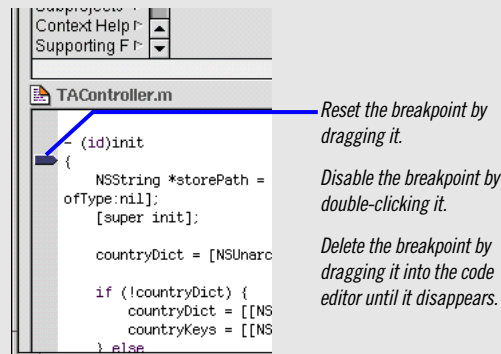 Context Help
Supporting F
TAController.m
- (id)init
{
NSString *storePath =
ofType:nil];
[super init];
countryDict = [NSUnarc
if (!countryDict) {
countryDict = [[NS
countryKeys = [[NS
} else
Reset the breakpoint by
dragging it.
Disable the breakpoint by
double-clicking it.
Delete the breakpoint by
dragging it into the code
editor until it disappears.